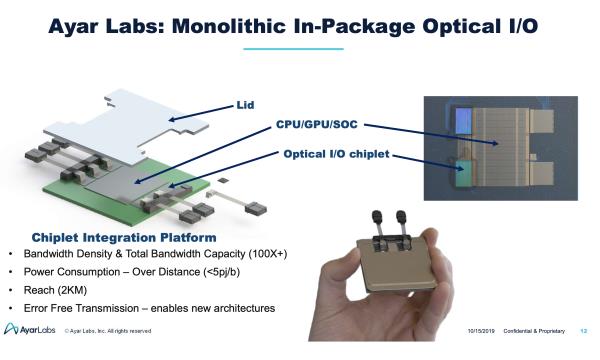 Ayar Labs: Monolithic In-Package Optical I/O
Lid
CPU/GPU/SOC
Optical I/O chiplet
Chiplet Integration Platform
• Bandwidth Density & Total Bandwidth Capacity (100X+)
• Power Consumption – Over Distance (<5pj/b)
• Reach (2KM)
• Error Free Transmission – enables new architectures
AyarLabs © Ayar Labs, Inc. All rights reserved 10/15/2019 Confidential & Proprietary 12